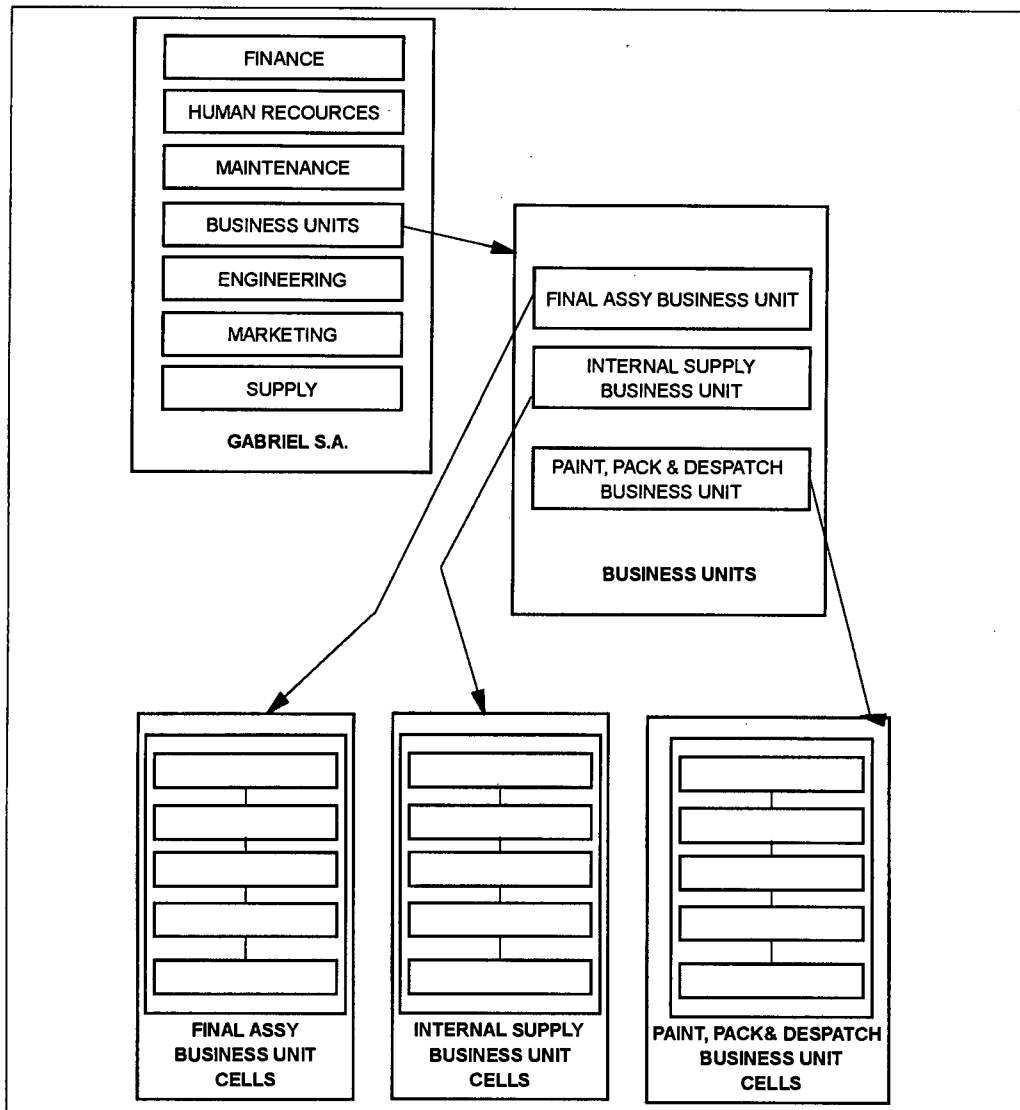 FINANCE
HUMAN RECOURCES
MAINTENANCE
BUSINESS UNITS
ENGINEERING
MARKETING
SUPPLY
GABRIEL S.A.
FINAL ASSY BUSINESS UNIT
INTERNAL SUPPLY
BUSINESS UNIT
PAINT, PACK & DESPATCH
BUSINESS UNIT
BUSINESS UNITS
FINAL ASSY
BUSINESS UNIT
CELLS
INTERNAL SUPPLY
BUSINESS UNIT
CELLS
PAINT, PACK& DESPATCH
BUSINESS UNIT
CELLS